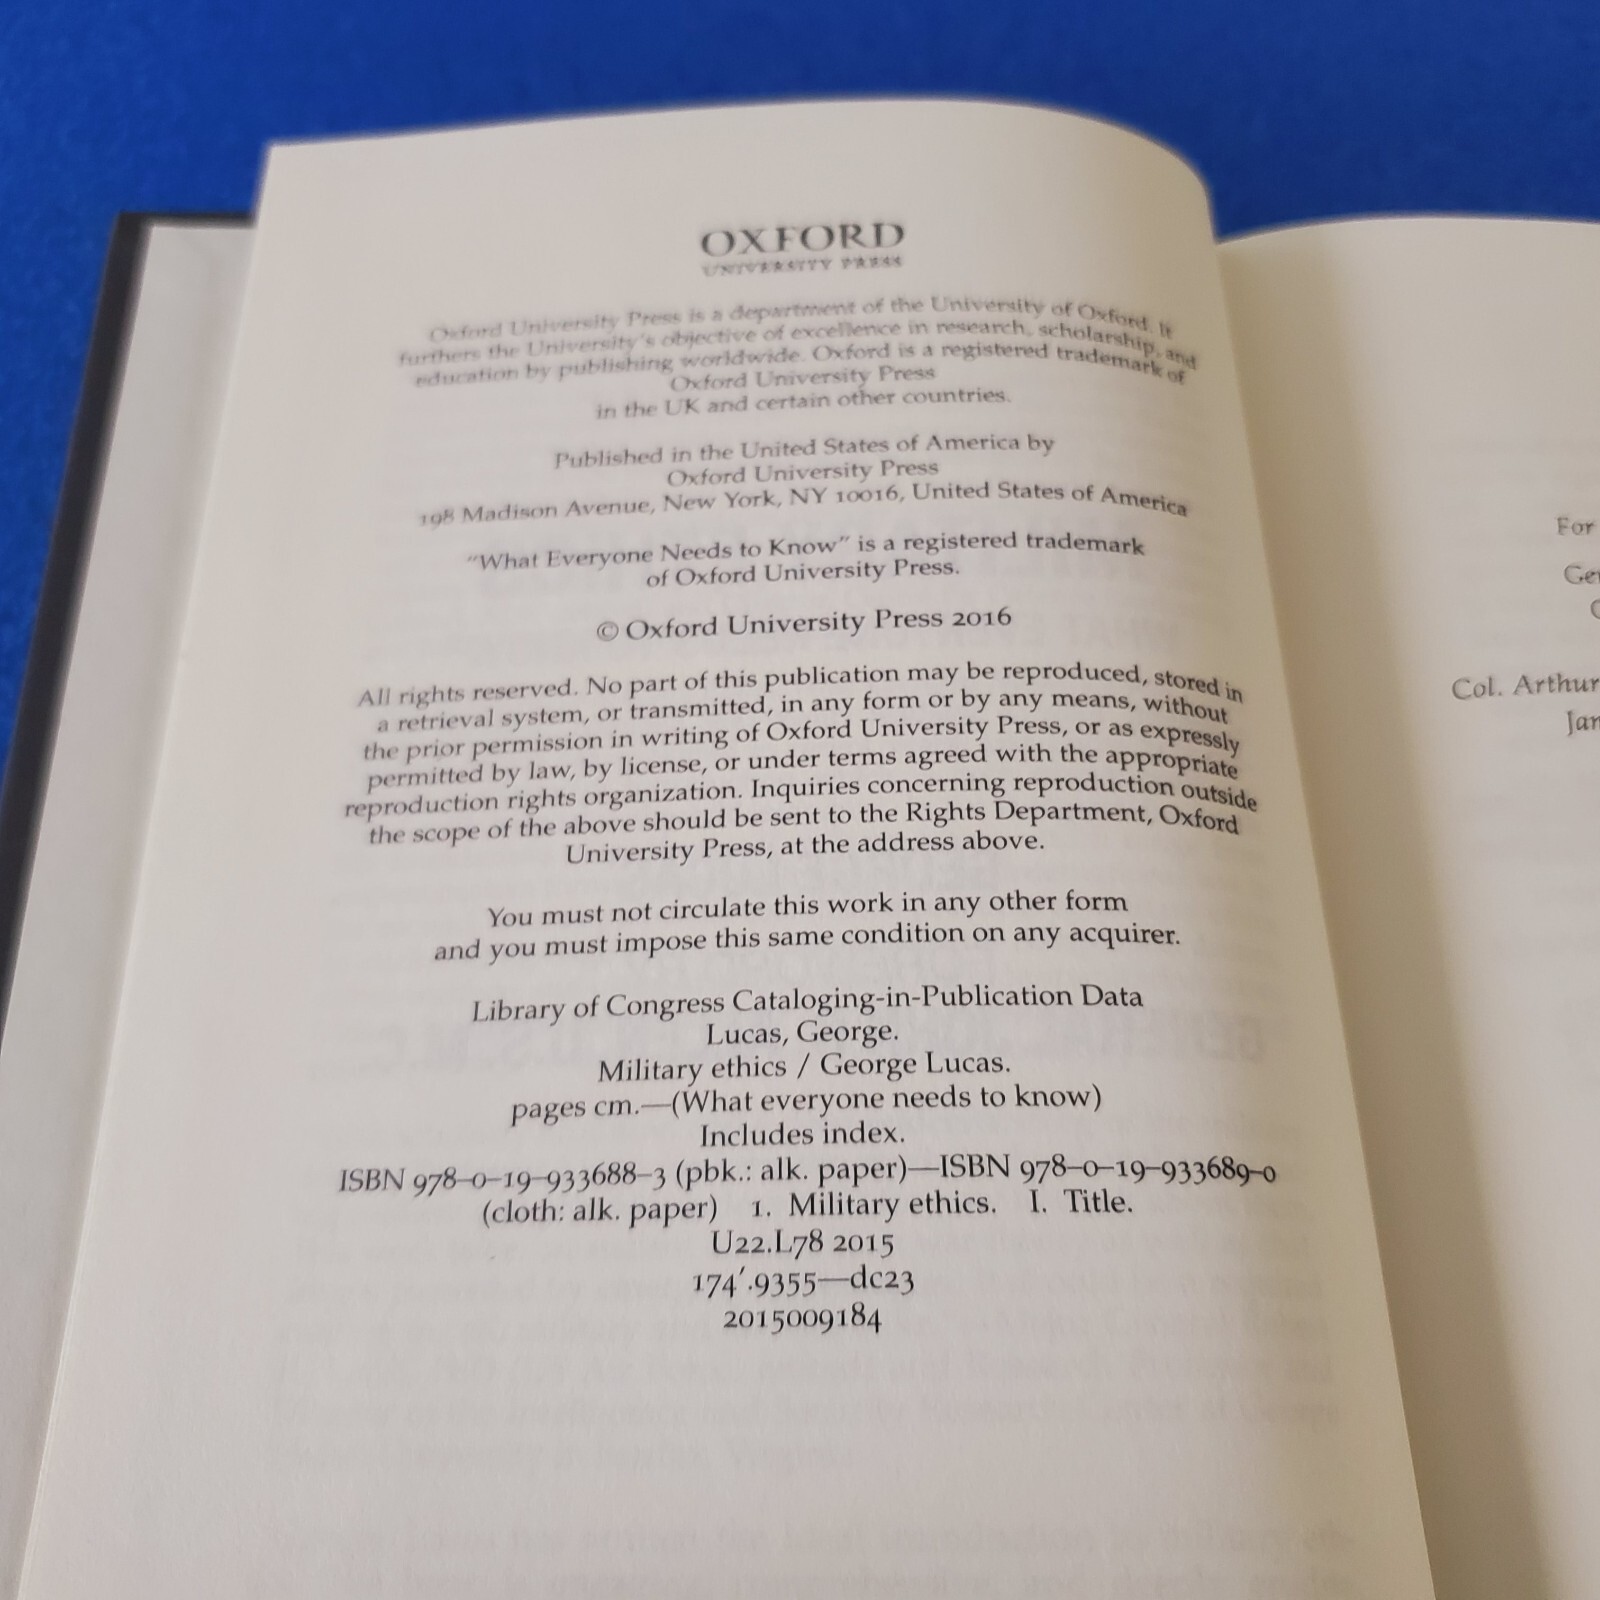 OXFORD
UNIVERSITY PRESS
Oxford University Press is a department of the University of Oxford. It
furthers the University's objective of excellence in research, scholarship, and
education by publishing worldwide. Oxford is a registered trademark of
Oxford University Press
in the UK and certain other countries.
Published in the United States of America by
Oxford University Press
198 Madison Avenue, New York, NY 10016, United States of America
"What Everyone Needs to Know" is a registered trademark
of Oxford University Press.
© Oxford University Press 2016
All rights reserved. No part of this publication may be reproduced, stored in
a retrieval system, or transmitted, in any form or by any means, without
the prior permission in writing of Oxford University Press, or as expressly
permitted by law, by license, or under terms agreed with the appropriate
reproduction rights organization. Inquiries concerning reproduction outside
the scope of the above should be sent to the Rights Department, Oxford
University Press, at the address above.
You must not circulate this work in any other form
and you must impose this same condition on any acquirer.
Library of Congress Cataloging-in-Publication Data
Lucas, George.
Military ethics / George Lucas.
pages cm.—(What everyone needs to know)
Includes index.
ISBN 978–0–19–933688–3 (pbk.: alk. paper)—ISBN 978–0–19–933689–0
(cloth: alk. paper) 1. Military ethics. I. Title.
U22.L78 2015
174′.9355—dc23
2015009184
For
Col. Arthur